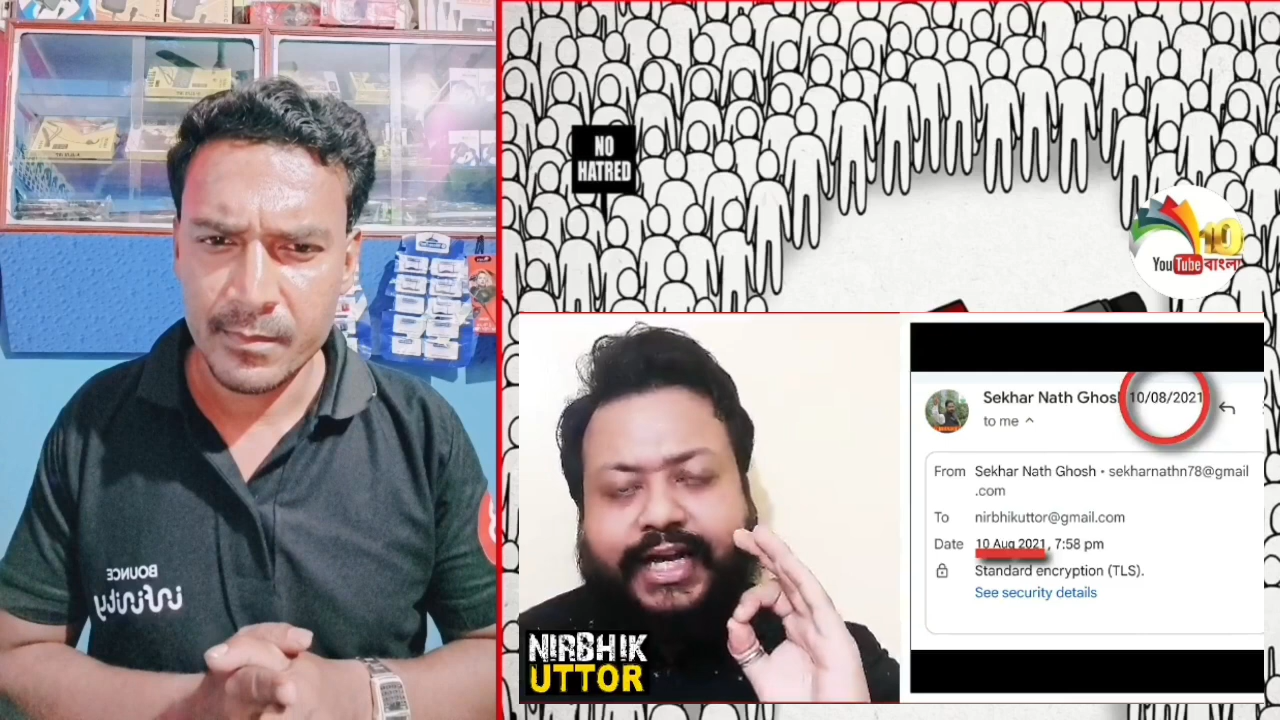 NO
HATRED
10
YouTube বাংলা
BOUNCE
infinity
NIRBHIK
UTTOR
Sekhar Nath Ghosh 10/08/2021
to me
From Sekhar Nath Ghosh • sekharnathn78@gmail
.com
To nirbhikuttor@gmail.com
Date 10 Aug 2021, 7:58 pm
Standard encryption (TLS).
See security details